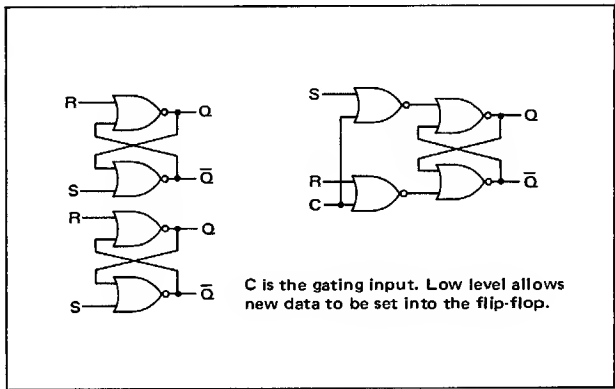 R
Q
S
Q̅
R
Q
S
Q̅
S
Q
R
C
Q̅
C is the gating input. Low level allows
new data to be set into the flip-flop.